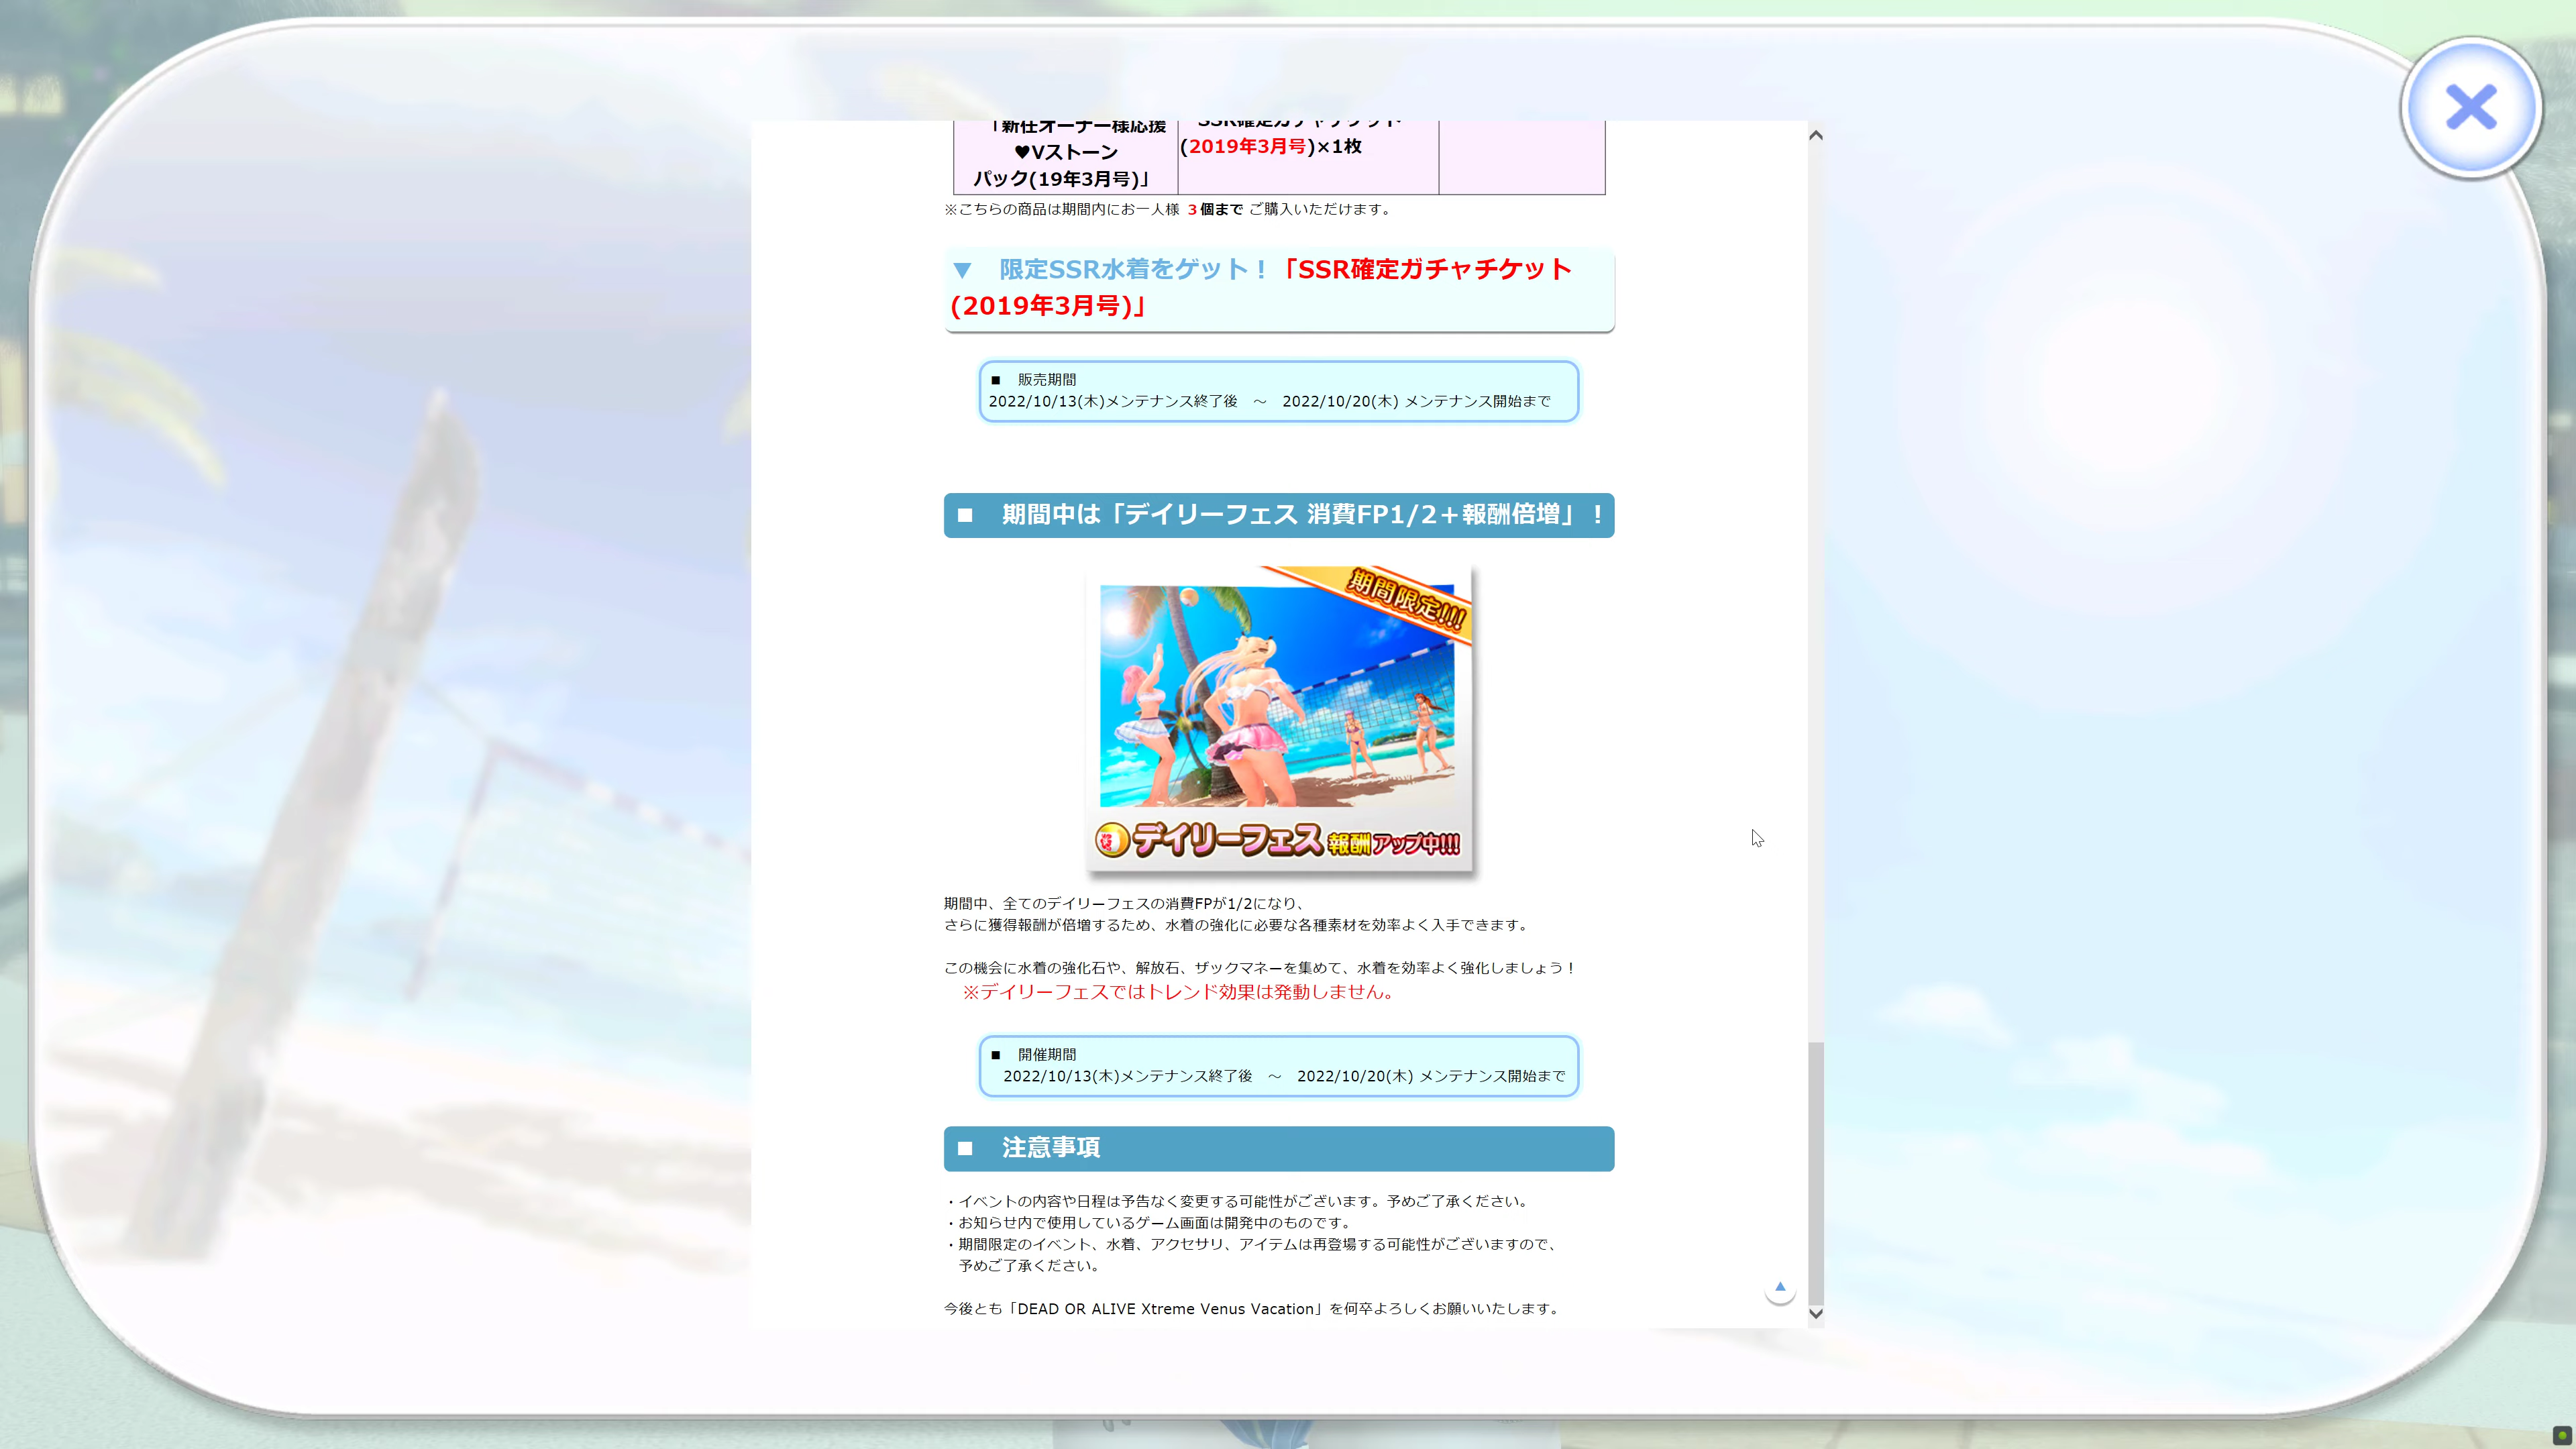 「新任オーナー様応援
♥Vストーン
パック(19年3月号)」
SSR確定ガチャチケット
(2019年3月号)×1枚
※こちらの商品は期間内にお一人様 3個まで ご購入いただけます。
▼ 限定SSR水着をゲット！「SSR確定ガチャチケット
(2019年3月号)」
■ 販売期間
2022/10/13(木)メンテナンス終了後 ～ 2022/10/20(木) メンテナンス開始まで
■ 期間中は「デイリーフェス 消費FP1/2＋報酬倍増」！
期間限定!!!
デイリーフェス 報酬アップ中!!!
期間中、全てのデイリーフェスの消費FPが1/2になり、
さらに獲得報酬が倍増するため、水着の強化に必要な各種素材を効率よく入手できます。
この機会に水着の強化石や、解放石、ザックマネーを集めて、水着を効率よく強化しましょう！
※デイリーフェスではトレンド効果は発動しません。
■ 開催期間
2022/10/13(木)メンテナンス終了後 ～ 2022/10/20(木) メンテナンス開始まで
■ 注意事項
・イベントの内容や日程は予告なく変更する可能性がございます。予めご了承ください。
・お知らせ内で使用しているゲーム画面は開発中のものです。
・期間限定のイベント、水着、アクセサリ、アイテムは再登場する可能性がございますので、
予めご了承ください。
今後とも「DEAD OR ALIVE Xtreme Venus Vacation」を何卒よろしくお願いいたします。